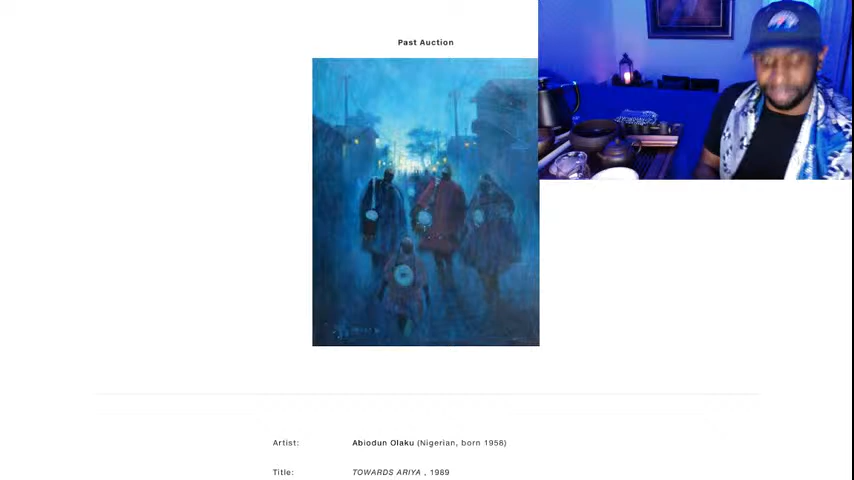 Past Auction
Artist: Abiodun Olaku (Nigerian, born 1958)
Title: TOWARDS ARIYA , 1989